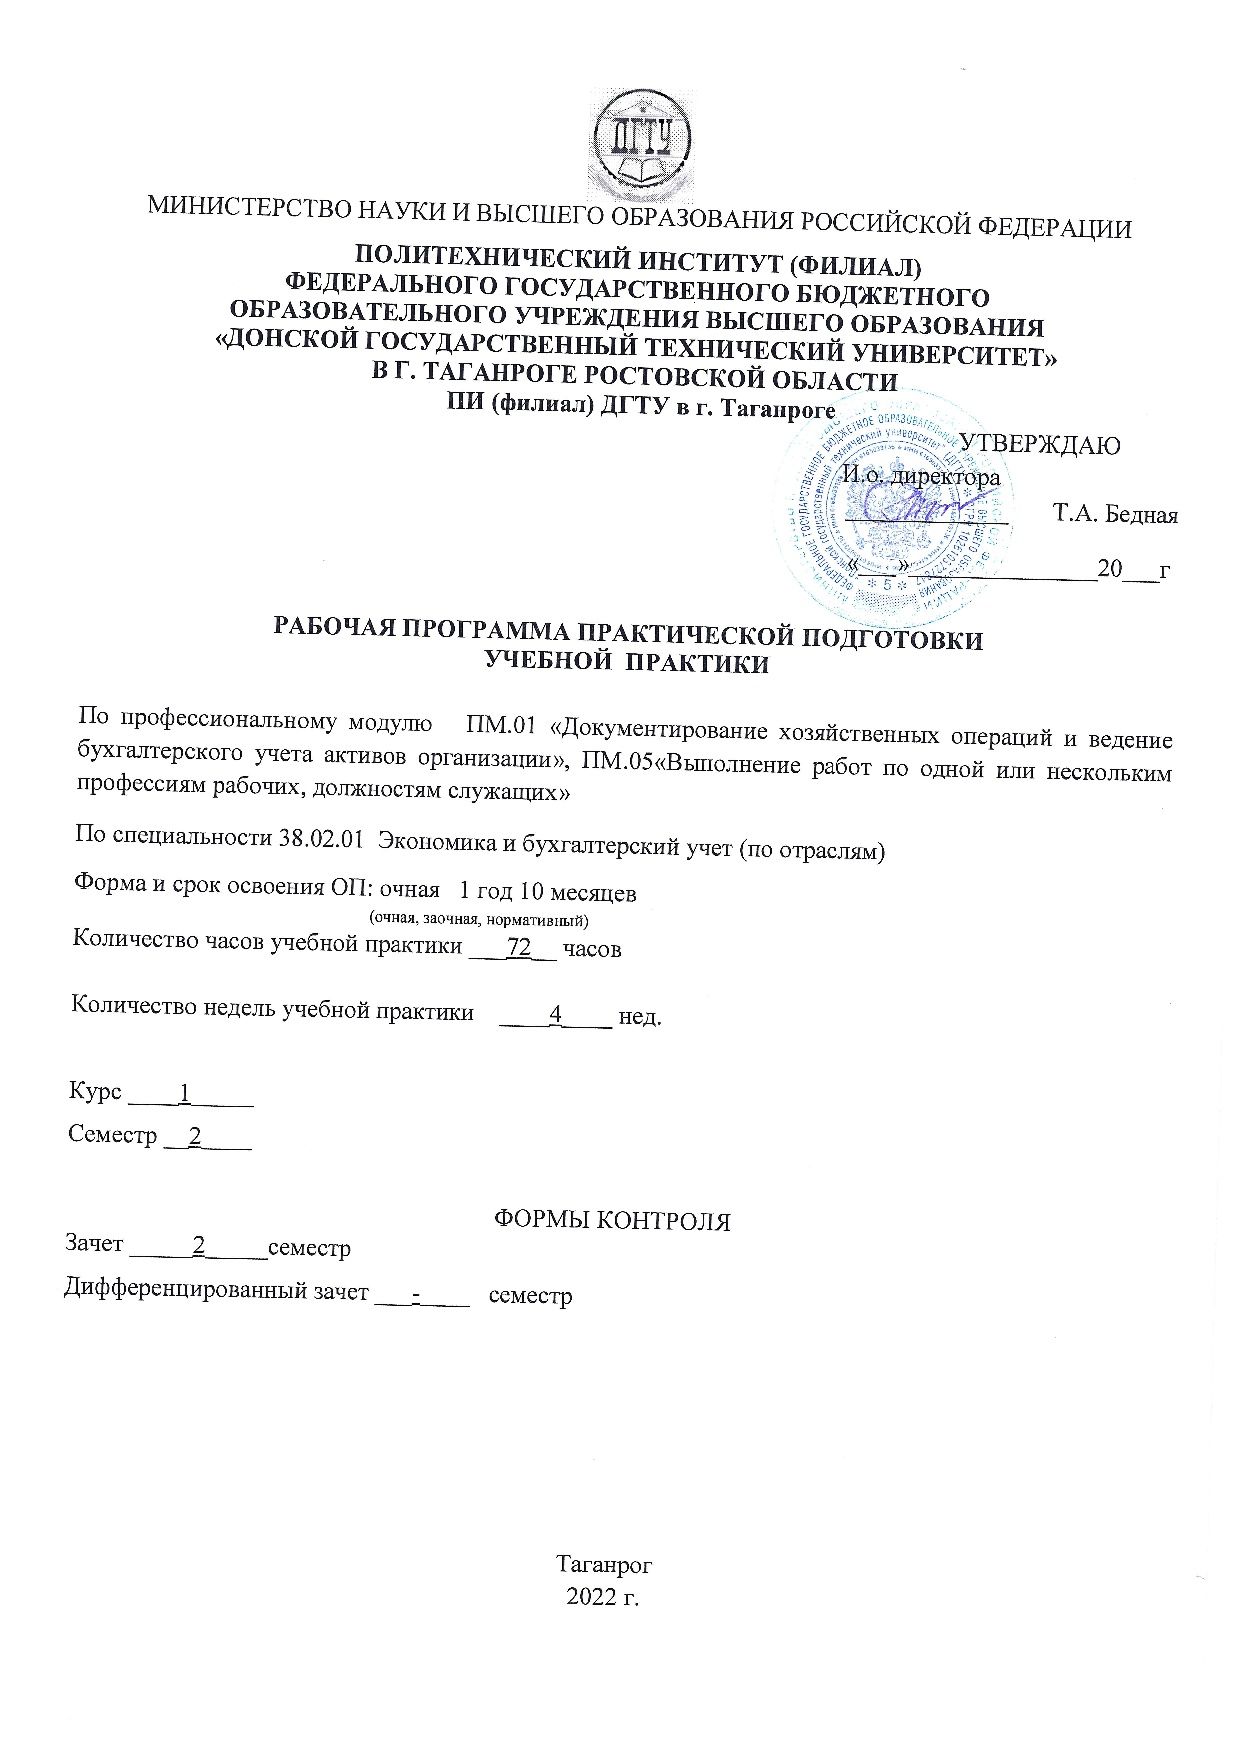 ДГТУ
МИНИСТЕРСТВО НАУКИ И ВЫСШЕГО ОБРАЗОВАНИЯ РОССИЙСКОЙ ФЕДЕРАЦИИ
ПОЛИТЕХНИЧЕСКИЙ ИНСТИТУТ (ФИЛИАЛ)
ФЕДЕРАЛЬНОГО ГОСУДАРСТВЕННОГО БЮДЖЕТНОГО
ОБРАЗОВАТЕЛЬНОГО УЧРЕЖДЕНИЯ ВЫСШЕГО ОБРАЗОВАНИЯ
«ДОНСКОЙ ГОСУДАРСТВЕННЫЙ ТЕХНИЧЕСКИЙ УНИВЕРСИТЕТ»
В Г. ТАГАНРОГЕ РОСТОВСКОЙ ОБЛАСТИ
ПИ (филиал) ДГТУ в г. Таганроге
УТВЕРЖДАЮ
И.о. директора
_____________ Т.А. Бедная
«___»_______________20___г
РАБОЧАЯ ПРОГРАММА ПРАКТИЧЕСКОЙ ПОДГОТОВКИ
УЧЕБНОЙ ПРАКТИКИ
По профессиональному модулю ПМ.01 «Документирование хозяйственных операций и ведение
бухгалтерского учета активов организации», ПМ.05«Выполнение работ по одной или нескольким
профессиям рабочих, должностям служащих»
По специальности 38.02.01 Экономика и бухгалтерский учет (по отраслям)
Форма и срок освоения ОП: очная 1 год 10 месяцев
(очная, заочная, нормативный)
Количество часов учебной практики ___72__ часов
Количество недель учебной практики ____4____ нед.
Курс ____1_____
Семестр __2____
ФОРМЫ КОНТРОЛЯ
Зачет _____2_____семестр
Дифференцированный зачет ___-____ семестр
Таганрог
2022 г.